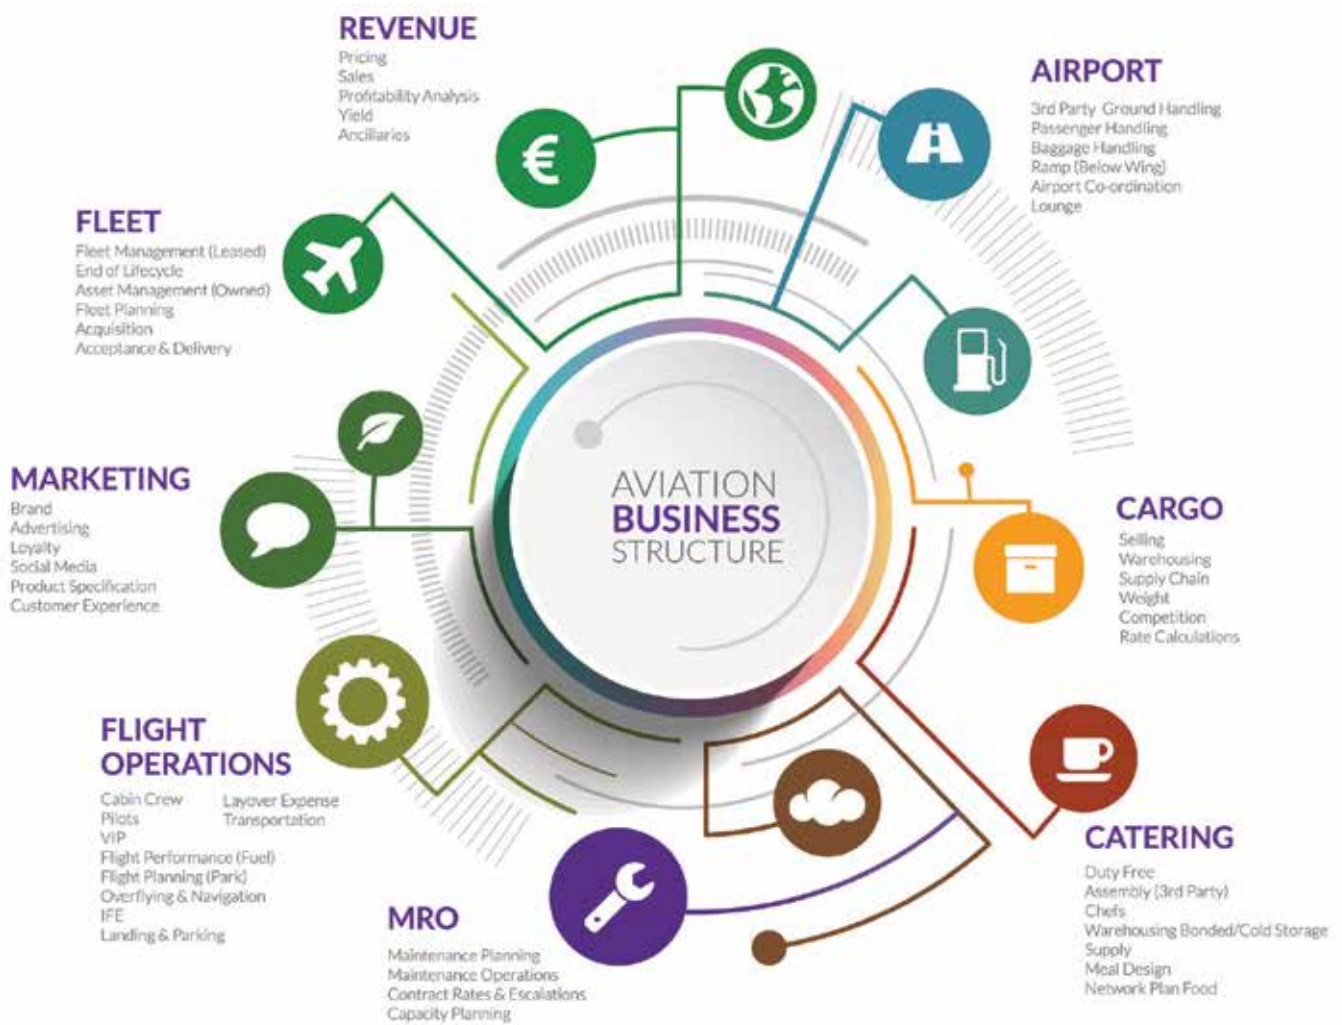 REVENUE
Pricing
Sales
Profitability Analysis
Yield
Ancillaries
AIRPORT
3rd Party Ground Handling
Passenger Handling
Baggage Handling
Ramp (Below Wing)
Airport Co-ordination
Lounge
FLEET
Fleet Management (Leased)
End of Lifecycle
Asset Management (Owned)
Fleet Planning
Acquisition
Acceptance & Delivery
€
MARKETING
Brand
Advertising
Loyalty
Social Media
Product Specification
Customer Experience
AVIATION
BUSINESS
STRUCTURE
CARGO
Selling
Warehousing
Supply Chain
Weight
Competition
Rate Calculations
FLIGHT
OPERATIONS
Cabin Crew
Pilots
VIP
Flight Performance (Fuel)
Flight Planning (Park)
Overflying & Navigation
IFE
Landing & Parking
Layover Expense
Transportation
MRO
Maintenance Planning
Maintenance Operations
Contract Rates & Escalations
Capacity Planning
CATERING
Duty Free
Assembly (3rd Party)
Chefs
Warehousing Bonded/Cold Storage
Supply
Meal Design
Network Plan Food